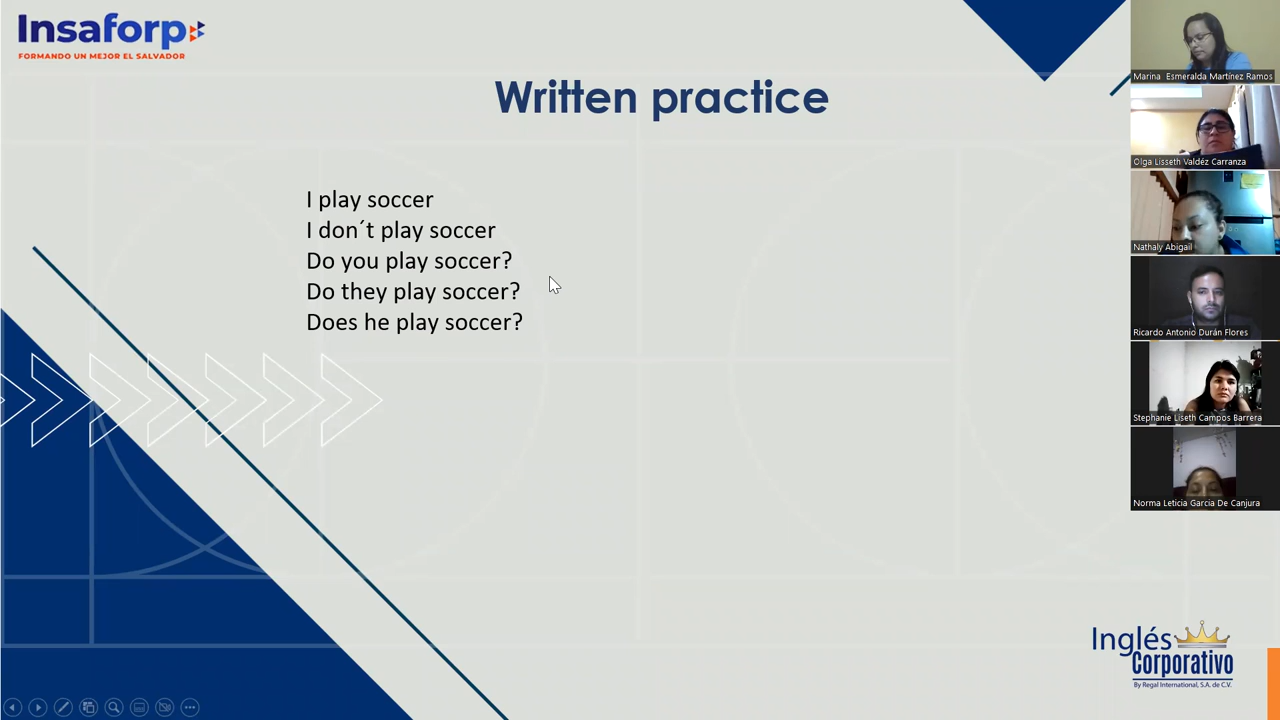 Insaforp
FORMANDO UN MEJOR EL SALVADOR
Written practice
I play soccer
I don´t play soccer
Do you play soccer?
Do they play soccer?
Does he play soccer?
Marina Esmeralda Martínez Ramos
Olga Lisseth Valdéz Carranza
Nathaly Abigail
Ricardo Antonio Durán Flores
Stephanie Liseth Campos Barrera
Norma Leticia Garcia De Canjura
Inglés
Corporativo
By Regal International, S.A. de C.V.